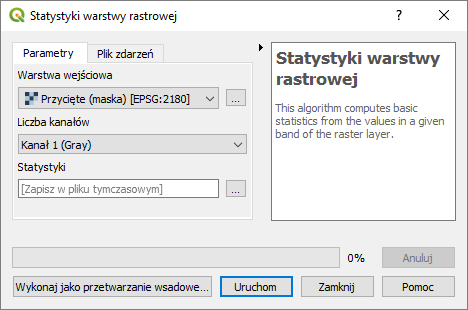 Statystyki warstwy rastrowej
Parametry
Plik zdarzeń
Warstwa wejściowa
Przycięte (maska) [EPSG:2180]
...
Liczba kanałów
Kanał 1 (Gray)
Statystyki
[Zapisz w pliku tymczasowym]
...
Statystyki warstwy
rastrowej
This algorithm computes basic
statistics from the values in a given
band of the raster layer.
0%
Anuluj
Wykonaj jako przetwarzanie wsadowe...
Uruchom
Zamknij
Pomoc